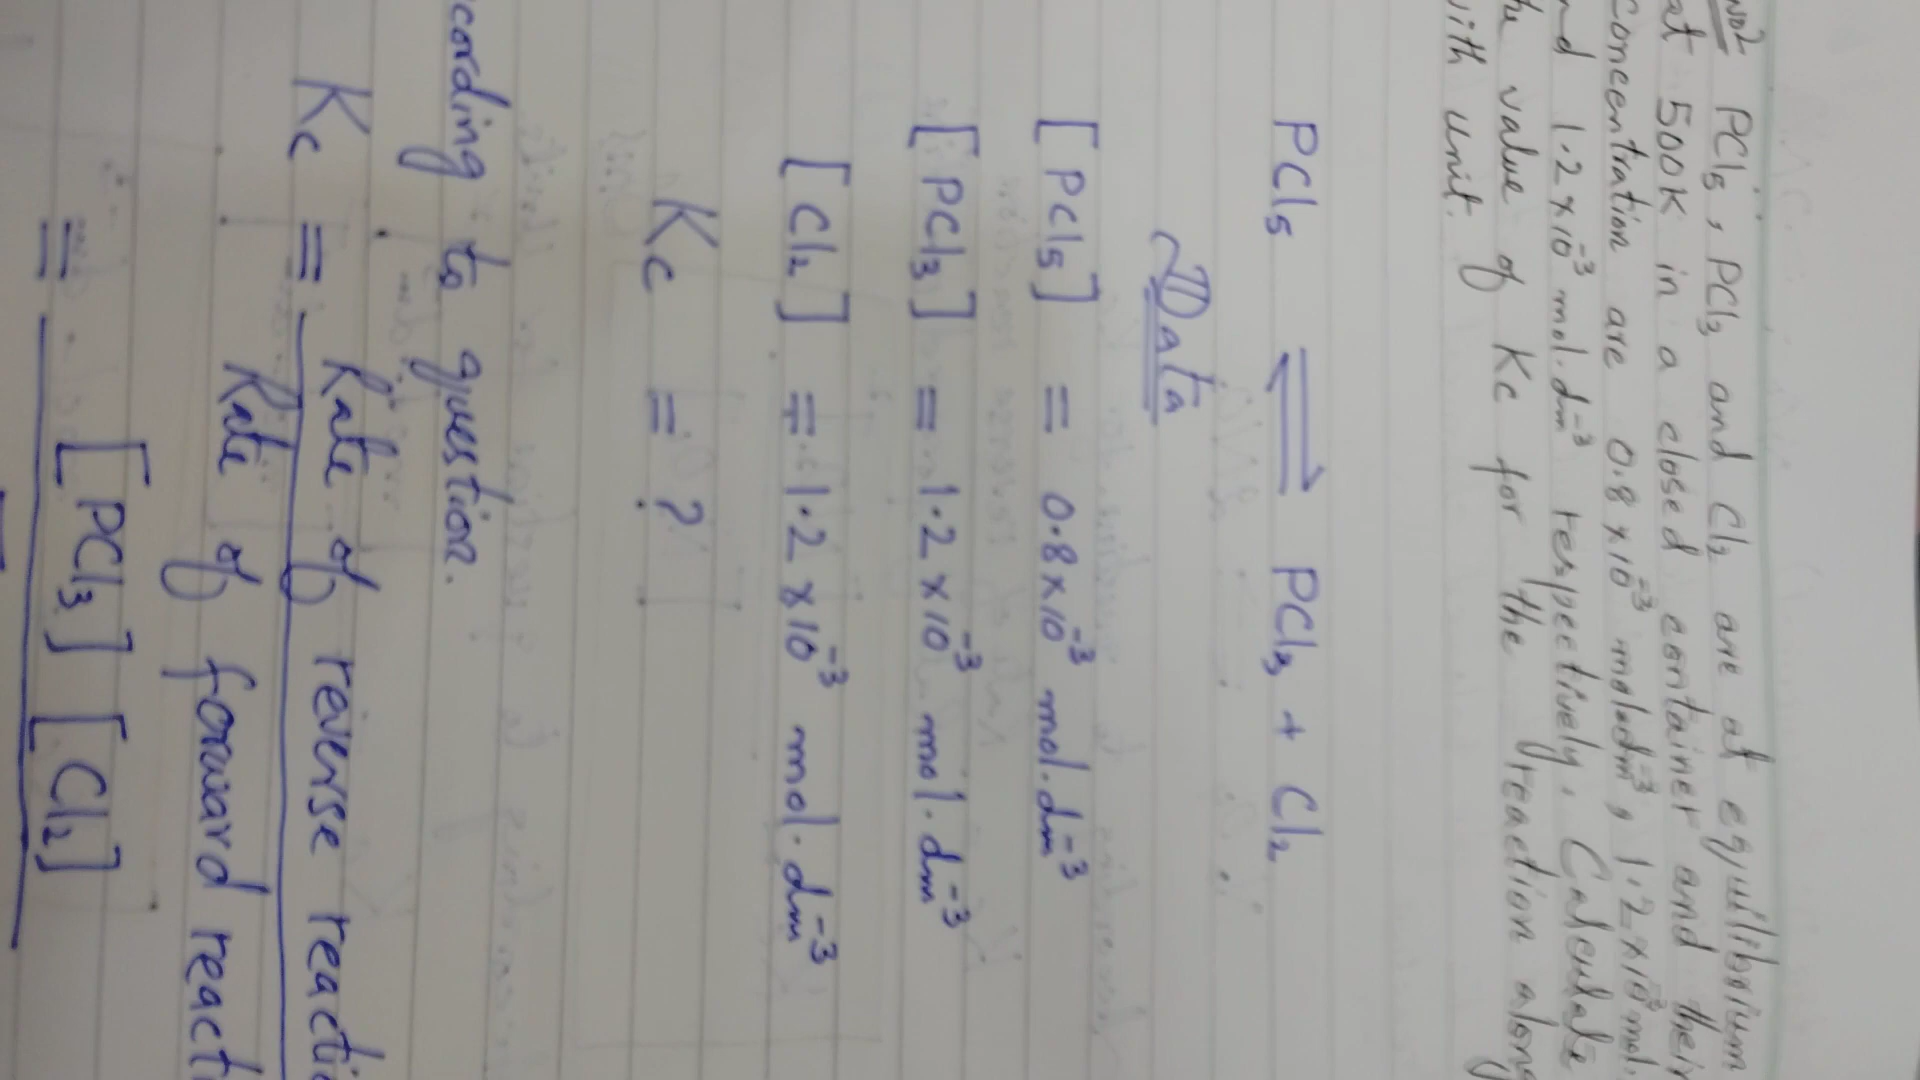 No2 PCl5, PCl3 and Cl2 are at equilibrium
at 500K in a closed container and their
concentration are 0.8 x 10⁻³ mol.dm⁻³, 1.2 x 10⁻³ mol.
nd 1.2 x 10⁻³ mol.dm⁻³ respectively. Calculate
the value of Kc for the reaction along
with unit.
PCl5 ⇌ PCl3 + Cl2
Data
[PCl5] = 0.8 x 10⁻³ mol.dm⁻³
[PCl3] = 1.2 x 10⁻³ mol.dm⁻³
[Cl2] = 1.2 x 10⁻³ mol.dm⁻³
Kc = ?
cording to question.
Kc = Rate of reverse reacti
Rate of forward react
= [PCl3] [Cl2]